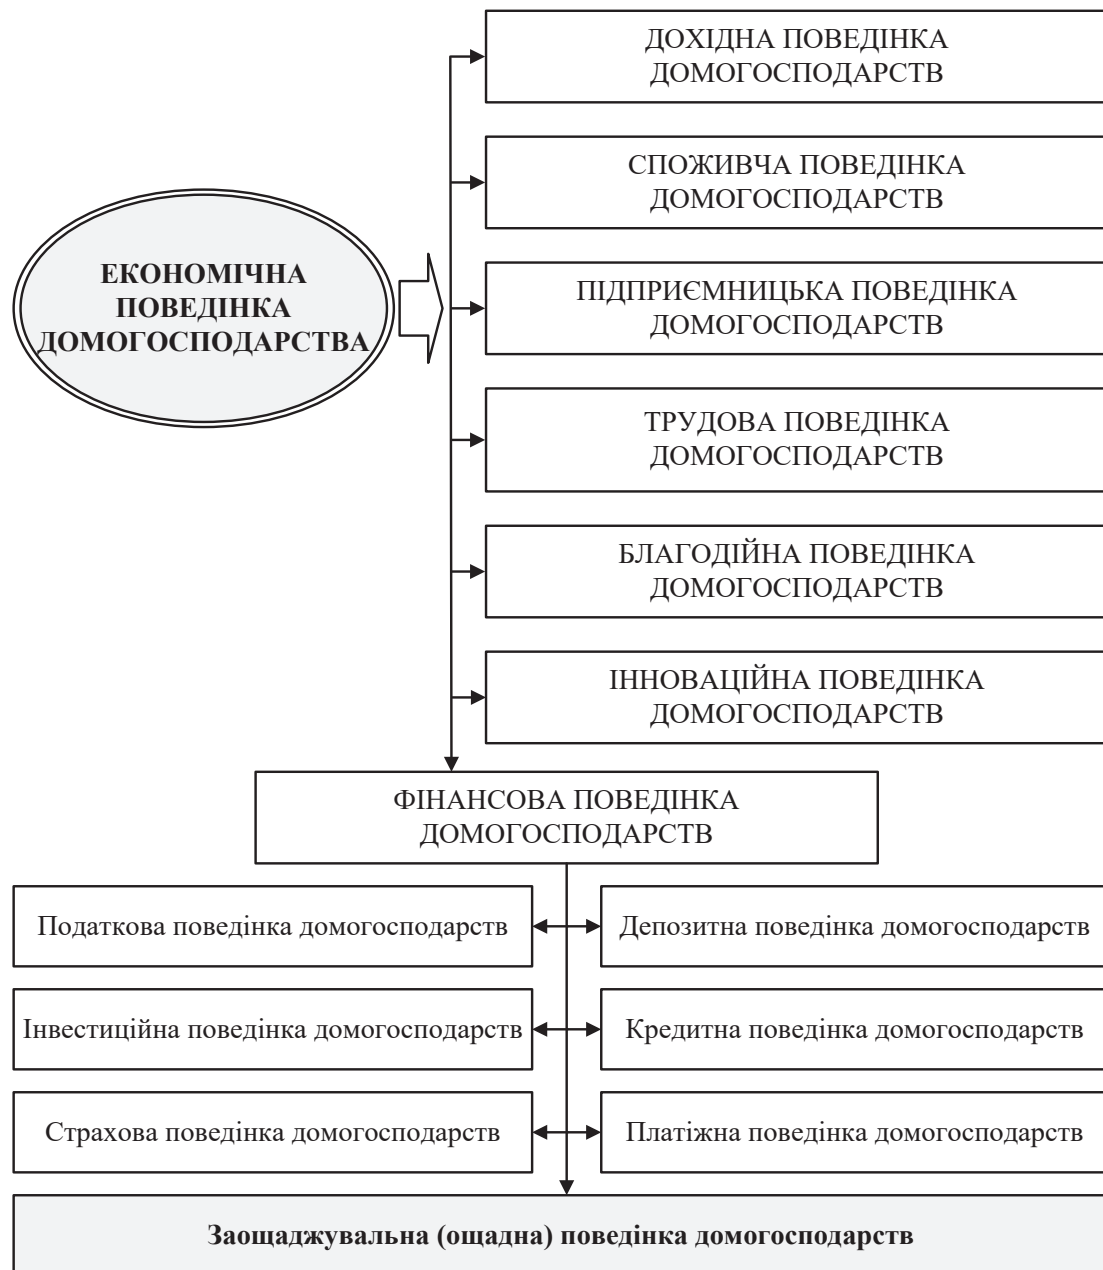 ДОХІДНА ПОВЕДІНКА
ДОМОГОСПОДАРСТВ
СПОЖИВЧА ПОВЕДІНКА
ДОМОГОСПОДАРСТВ
ЕКОНОМІЧНА
ПОВЕДІНКА
ДОМОГОСПОДАРСТВА
ПІДПРИЄМНИЦЬКА ПОВЕДІНКА
ДОМОГОСПОДАРСТВ
ТРУДОВА ПОВЕДІНКА
ДОМОГОСПОДАРСТВ
БЛАГОДІЙНА ПОВЕДІНКА
ДОМОГОСПОДАРСТВ
ІННОВАЦІЙНА ПОВЕДІНКА
ДОМОГОСПОДАРСТВ
ФІНАНСОВА ПОВЕДІНКА
ДОМОГОСПОДАРСТВ
Податкова поведінка домогосподарств
Депозитна поведінка домогосподарств
Інвестиційна поведінка домогосподарств
Кредитна поведінка домогосподарств
Страхова поведінка домогосподарств
Платіжна поведінка домогосподарств
Заощаджувальна (ощадна) поведінка домогосподарств